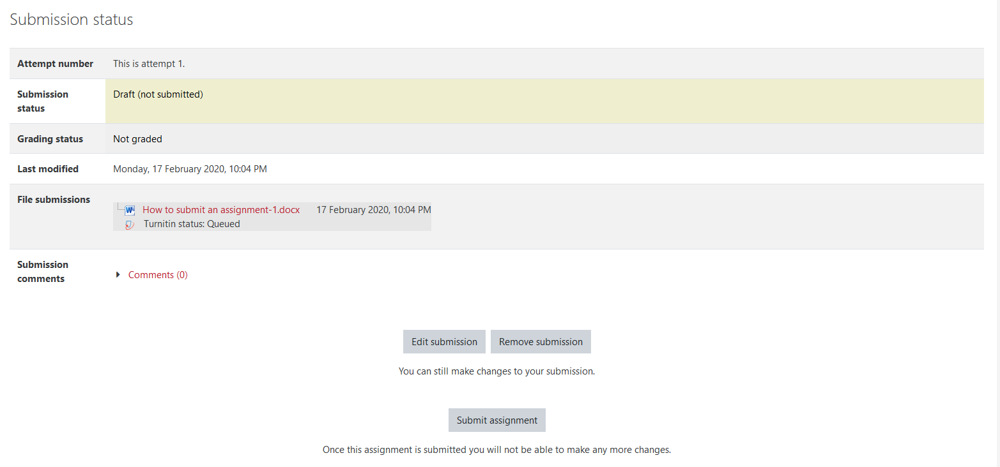 Submission status
Attempt number This is attempt 1.
Submission status Draft (not submitted)
Grading status Not graded
Last modified Monday, 17 February 2020, 10:04 PM
File submissions
How to submit an assignment-1.docx 17 February 2020, 10:04 PM
Turnitin status: Queued
Submission comments
Comments (0)
Edit submission Remove submission
You can still make changes to your submission.
Submit assignment
Once this assignment is submitted you will not be able to make any more changes.